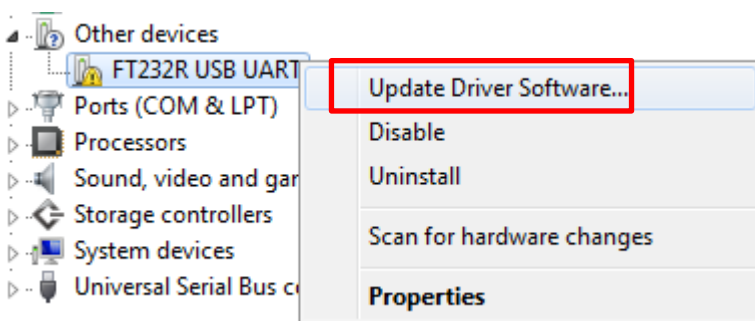 Other devices
FT232R USB UART
Ports (COM & LPT)
Processors
Sound, video and gar
Storage controllers
System devices
Universal Serial Bus c
Update Driver Software...
Disable
Uninstall
Scan for hardware changes
Properties